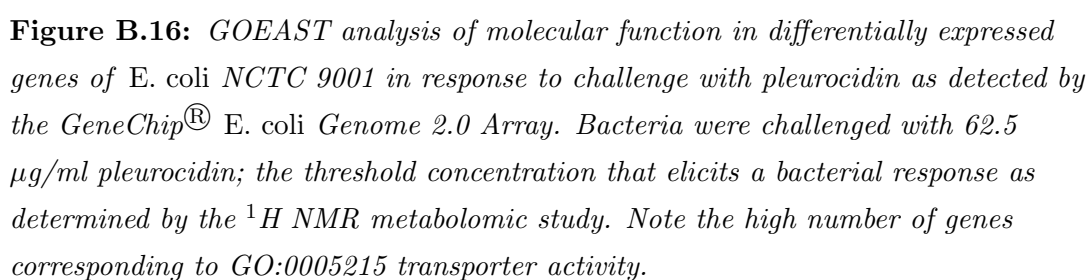 Figure B.16: GOEAST analysis of molecular function in differentially expressed
genes of E. coli NCTC 9001 in response to challenge with pleurocidin as detected by
the GeneChip® E. coli Genome 2.0 Array. Bacteria were challenged with 62.5
µg/ml pleurocidin; the threshold concentration that elicits a bacterial response as
determined by the ¹H NMR metabolomic study. Note the high number of genes
corresponding to GO:0005215 transporter activity.